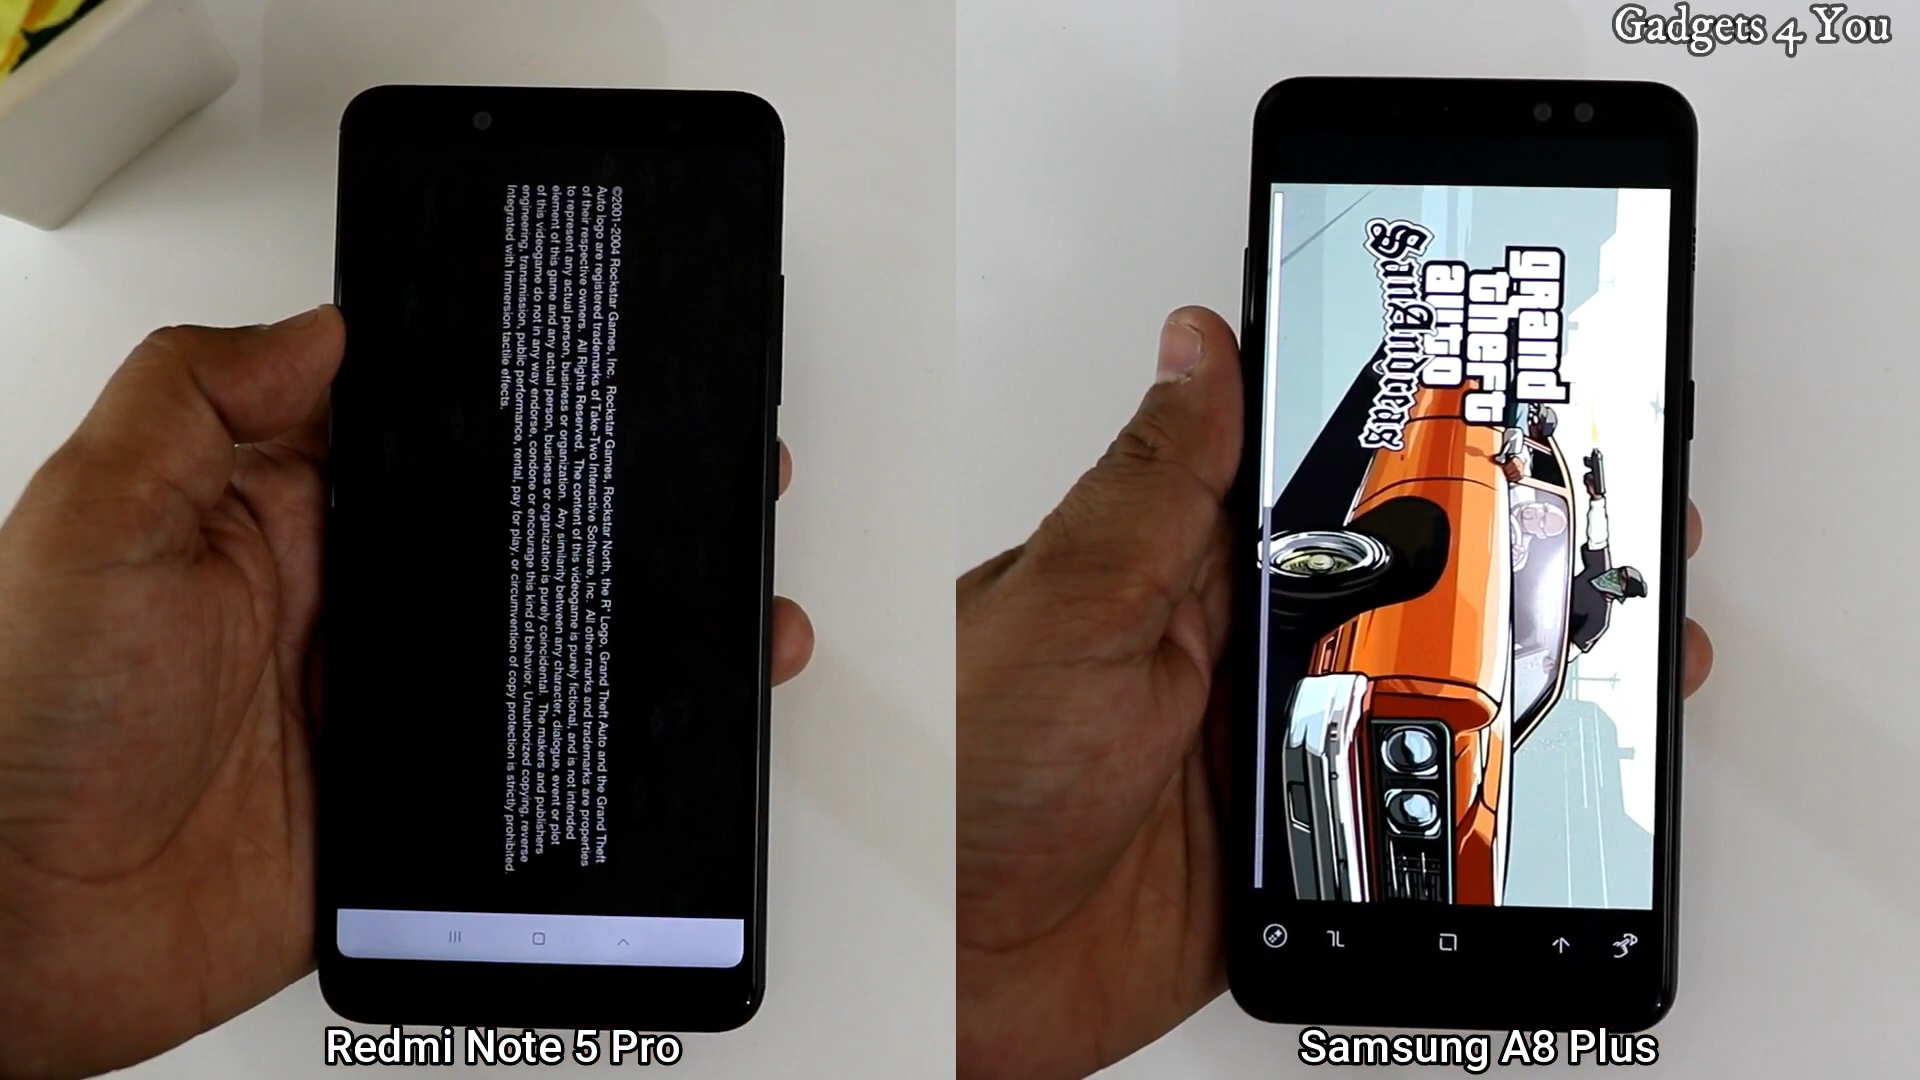 Gadgets 4 You
©2001-2004 Rockstar Games, Inc. Rockstar Games, Rockstar North, the R* Logo, Grand Theft Auto and the Grand Theft
Auto logo are registered trademarks of Take-Two Interactive Software, Inc. All other marks and trademarks are properties
of their respective owners. All Rights Reserved. The content of this videogame is purely fictional, and is not intended
to represent any actual person, business or organization. Any similarity between any character, dialogue, event or plot
element of this game and any actual person, business or organization is purely coincidental. The makers and publishers
of this videogame do not in any way endorse, condone or encourage this kind of behavior. Unauthorized copying, reverse
engineering, transmission, public performance, rental, pay for play, or circumvention of copy protection is strictly prohibited.
Integrated with Immersion tactile effects.
grand
theft
auto
San Andreas
Redmi Note 5 Pro
Samsung A8 Plus